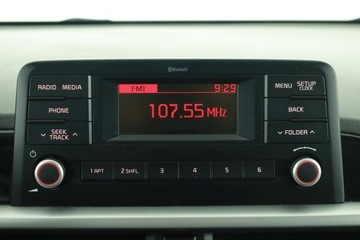 Bluetooth
FM1 9:29
107.55 MHz
RADIO MEDIA
PHONE
SEEK
TRACK
MENU SETUP
CLOCK
BACK
FOLDER
1 RPT 2 SHFL 3 4 5 6